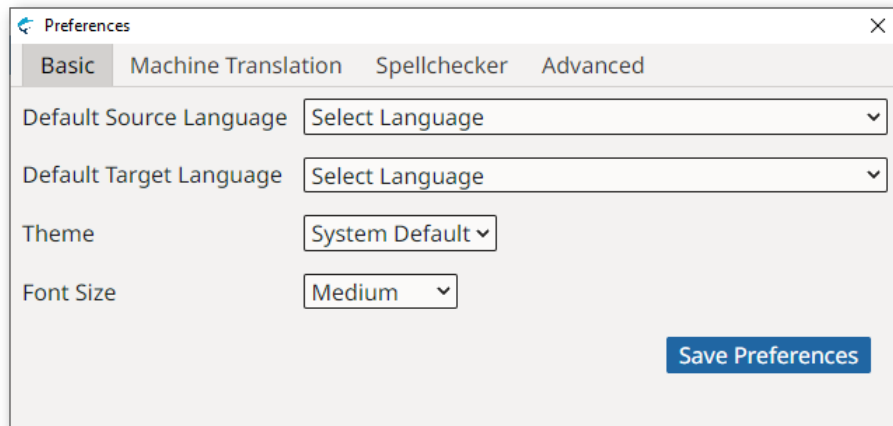 Preferences
Basic Machine Translation Spellchecker Advanced
Default Source Language Select Language
Default Target Language Select Language
Theme System Default
Font Size Medium
Save Preferences